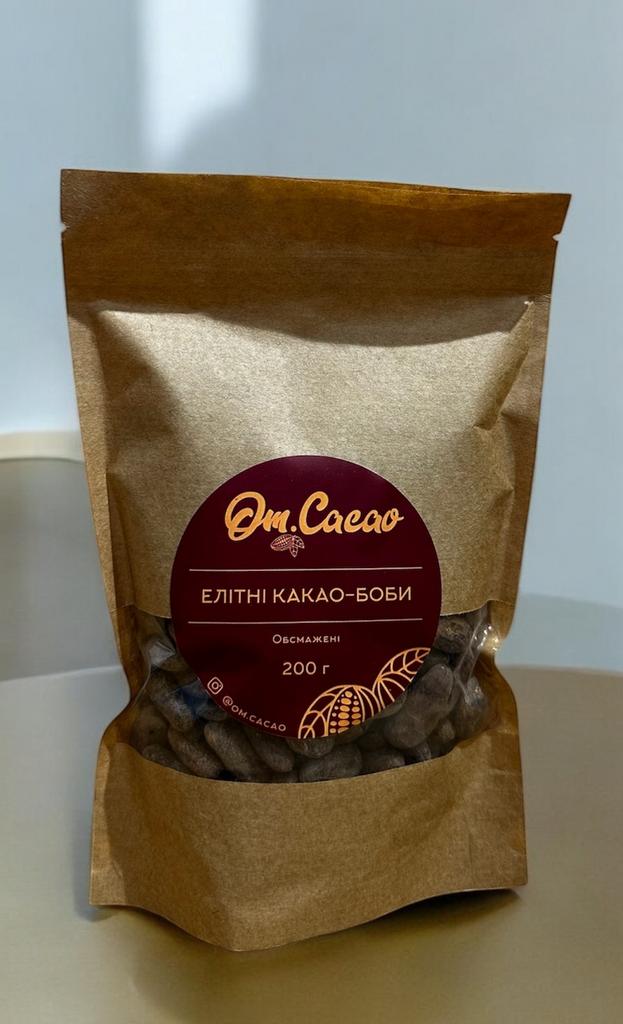 Om.Cacao
ЕЛІТНІ КАКАО-БОБИ
Обсмажені
200 г
@OM.CACAO